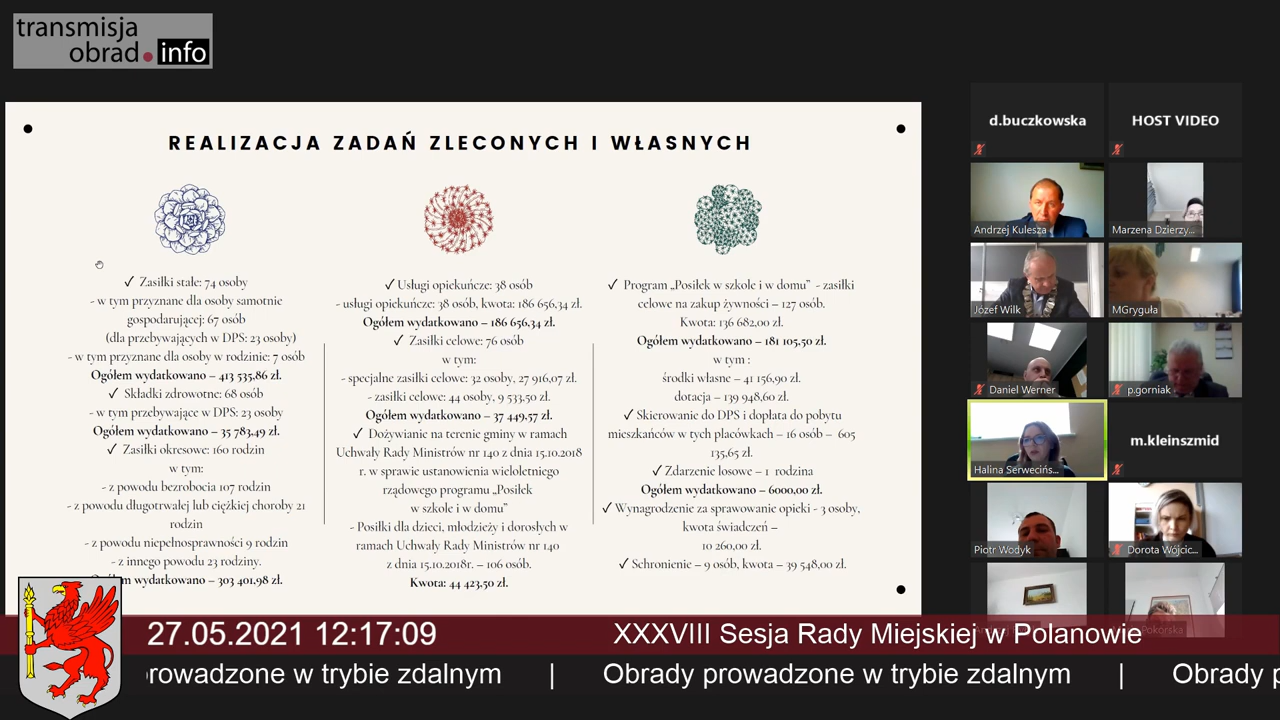 transmisja
obrad.info
REALIZACJA ZADAŃ ZLECONYCH I WŁASNYCH
✓ Zasiłki stałe: 74 osoby
- w tym przyznane dla osoby samotnie
gospodarującej: 67 osób
(dla przebywających w DPS: 23 osoby)
- w tym przyznane dla osoby w rodzinie: 7 osób
Ogółem wydatkowano – 413 535,86 zł.
✓ Składki zdrowotne: 68 osób
- w tym przebywające w DPS: 23 osoby
Ogółem wydatkowano – 35 783,49 zł.
✓ Zasiłki okresowe: 160 rodzin
w tym:
- z powodu bezrobocia 107 rodzin
- z powodu długotrwałej lub ciężkiej choroby 21
rodzin
- z powodu niepełnosprawności 9 rodzin
- z innego powodu 23 rodziny.
wydatkowano – 303 401,98 zł.
✓ Usługi opiekuńcze: 38 osób
- usługi opiekuńcze: 38 osób, kwota: 186 656,34 zł.
Ogółem wydatkowano – 186 656,34 zł.
✓ Zasiłki celowe: 76 osób
w tym:
- specjalne zasiłki celowe: 32 osoby, 27 916,07 zł.
- zasiłki celowe: 44 osoby, 9 533,50 zł.
Ogółem wydatkowano – 37 449,57 zł.
✓ Dożywianie na terenie gminy w ramach
Uchwały Rady Ministrów nr 140 z dnia 15.10.2018
r. w sprawie ustanowienia wieloletniego
rządowego programu „Posiłek
w szkole i w domu”
- Posiłki dla dzieci, młodzieży i dorosłych w
ramach Uchwały Rady Ministrów nr 140
z dnia 15.10.2018r. – 106 osób.
Kwota: 44 423,50 zł.
✓ Program „Posiłek w szkole i w domu” - zasiłki
celowe na zakup żywności – 127 osób.
Kwota: 136 682,00 zł.
Ogółem wydatkowano – 181 105,50 zł.
w tym :
środki własne – 41 156,90 zł.
dotacja – 139 948,60 zł.
✓ Skierowanie do DPS i dopłata do pobytu
mieszkańców w tych placówkach – 16 osób – 605
135,65 zł.
✓ Zdarzenie losowe – 1 rodzina
Ogółem wydatkowano – 6000,00 zł.
✓ Wynagrodzenie za sprawowanie opieki - 3 osoby,
kwota świadczeń –
10 260,00 zł.
✓ Schronienie – 9 osób, kwota – 39 548,00 zł.
d.buczkowska
HOST VIDEO
Andrzej Kulesza
Marzena Dzierzy...
Józef Wilk
MGryguła
Daniel Werner
p.gorniak
Halina Serwecińs...
m.kleinszmid
Piotr Wodyk
Dorota Wójcic...
27.05.2021 12:17:09
XXXVIII Sesja Rady Miejskiej w Polanowie
rowadzone w trybie zdalnym | Obrady prowadzone w trybie zdalnym | Obrady p